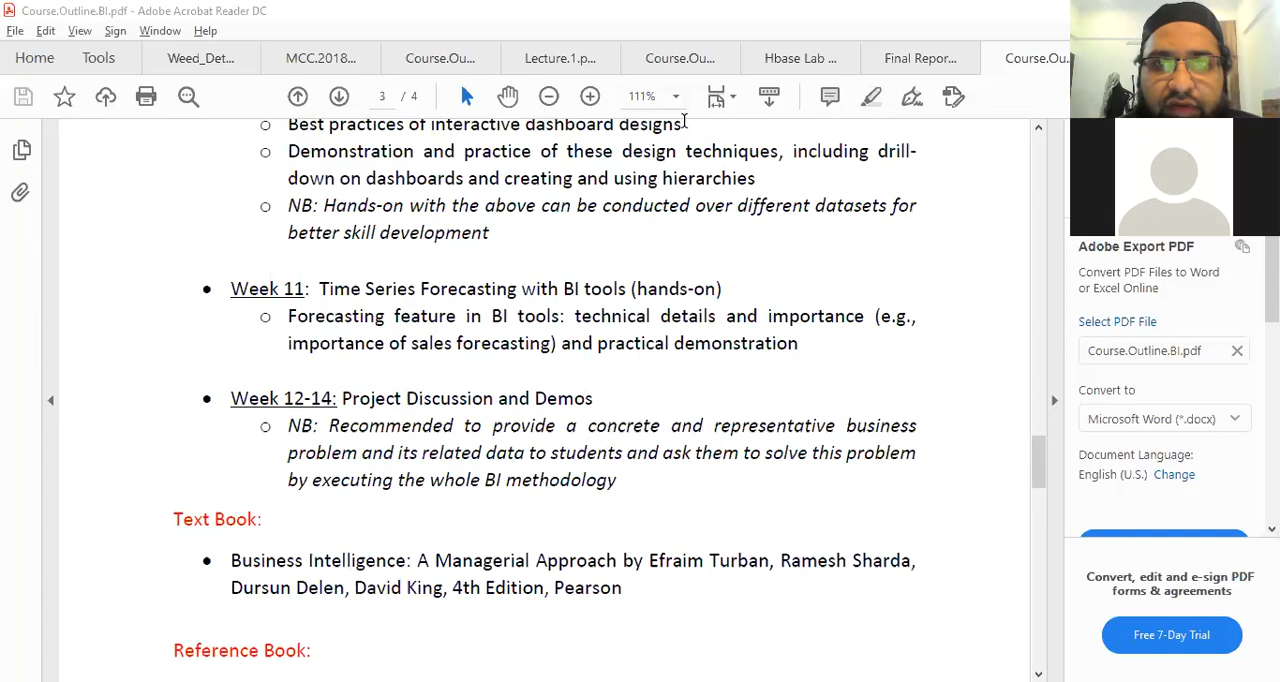 Course.Outline.BI.pdf - Adobe Acrobat Reader DC
File Edit View Sign Window Help
Home Tools Weed_Det... MCC.2018... Course.Ou... Lecture.1.p... Course.Ou... Hbase Lab ... Final Repor... Course.Ou
3 / 4 111%
Best practices of interactive dashboard designs
Demonstration and practice of these design techniques, including drill-
down on dashboards and creating and using hierarchies
NB: Hands-on with the above can be conducted over different datasets for
better skill development
Week 11: Time Series Forecasting with BI tools (hands-on)
Forecasting feature in BI tools: technical details and importance (e.g.,
importance of sales forecasting) and practical demonstration
Week 12-14: Project Discussion and Demos
NB: Recommended to provide a concrete and representative business
problem and its related data to students and ask them to solve this problem
by executing the whole BI methodology
Text Book:
Business Intelligence: A Managerial Approach by Efraim Turban, Ramesh Sharda,
Dursun Delen, David King, 4th Edition, Pearson
Reference Book:
Adobe Export PDF
Convert PDF Files to Word
or Excel Online
Select PDF File
Course.Outline.BI.pdf
Convert to
Microsoft Word (*.docx)
Document Language:
English (U.S.) Change
Convert, edit and e-sign PDF
forms & agreements
Free 7-Day Trial